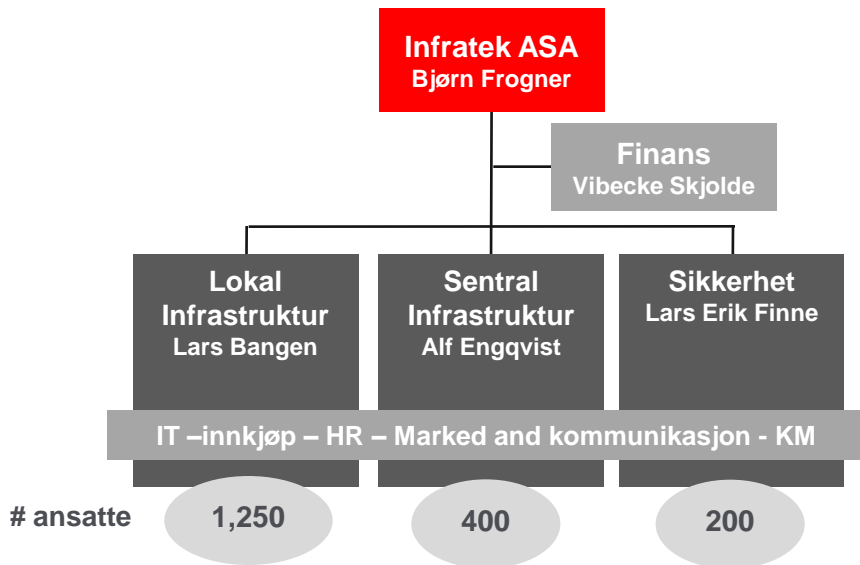 Infratek ASA
Bjørn Frogner
Finans
Vibecke Skjolde
Lokal
Infrastruktur
Lars Bangen
Sentral
Infrastruktur
Alf Engqvist
Sikkerhet
Lars Erik Finne
IT –innkjøp – HR – Marked and kommunikasjon - KM
# ansatte
1,250
400
200